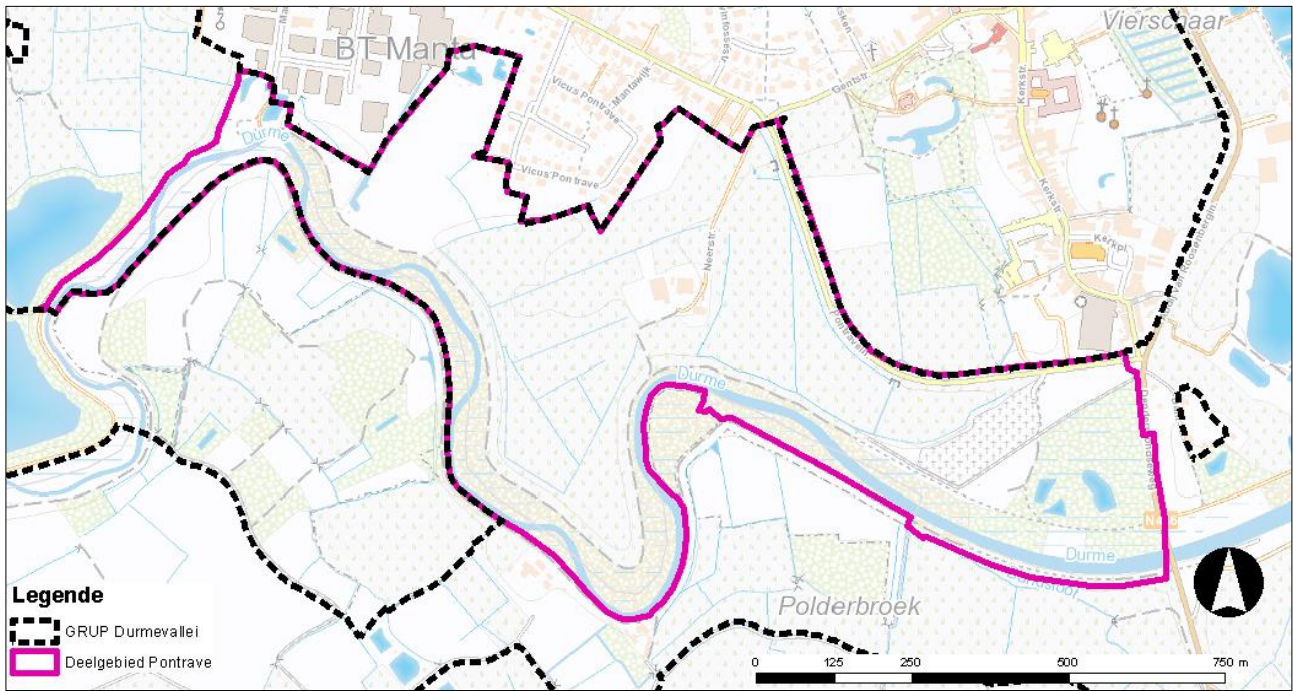 Vierschaar
BT Manta
Gentstr.
Kerkstr.
Vicus Pontrave - Mantawijk
Durme
Vicus Pontrave
Kerkstr.
Kerkpl
Neerstr.
Durme
Durme
Polderbroek
Legende
GRUP Durmevallei
Deelgebied Pontrave
0 125 250 500 750 m